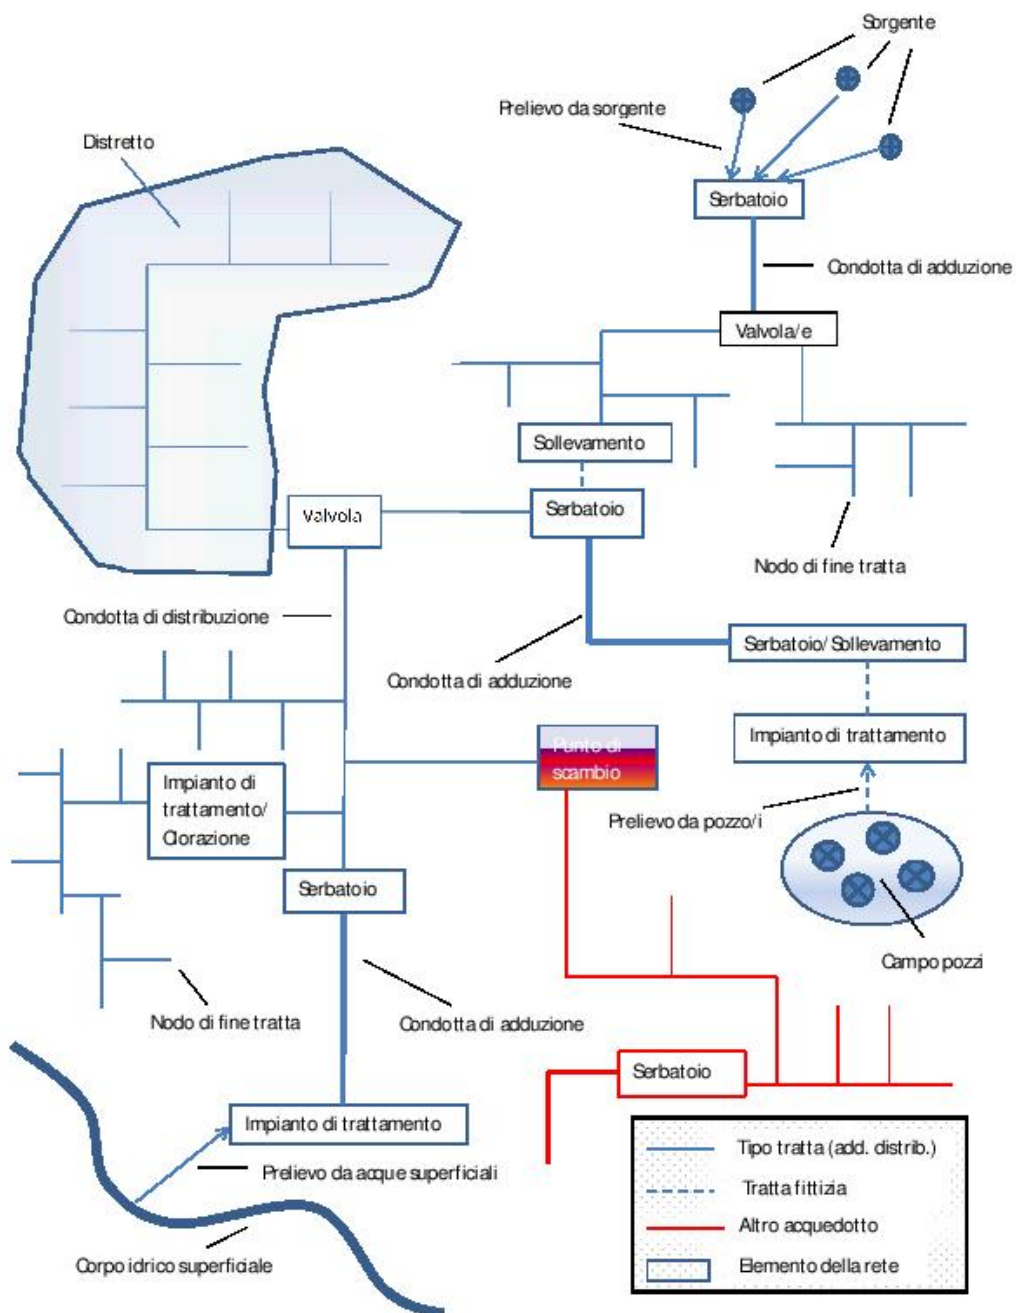 Sorgente
Prelievo da sorgente
Distretto
Serbatoio
Condotta di adduzione
Valvola/e
Sollevamento
Serbatoio
Valvola
Nodo di fine tratta
Condotta di distribuzione
Serbatoio/ Sollevamento
Condotta di adduzione
Impianto di trattamento
Punto di
scambio
Impianto di
trattamento/
Clorazione
Prelievo da pozzo/i
Serbatoio
Campo pozzi
Nodo di fine tratta
Condotta di adduzione
Serbatoio
Impianto di trattamento
Prelievo da acque superficiali
Corpo idrico superficiale
Tipo tratta (add. distrib.)
Tratta fittizia
Altro acquedotto
Elemento della rete